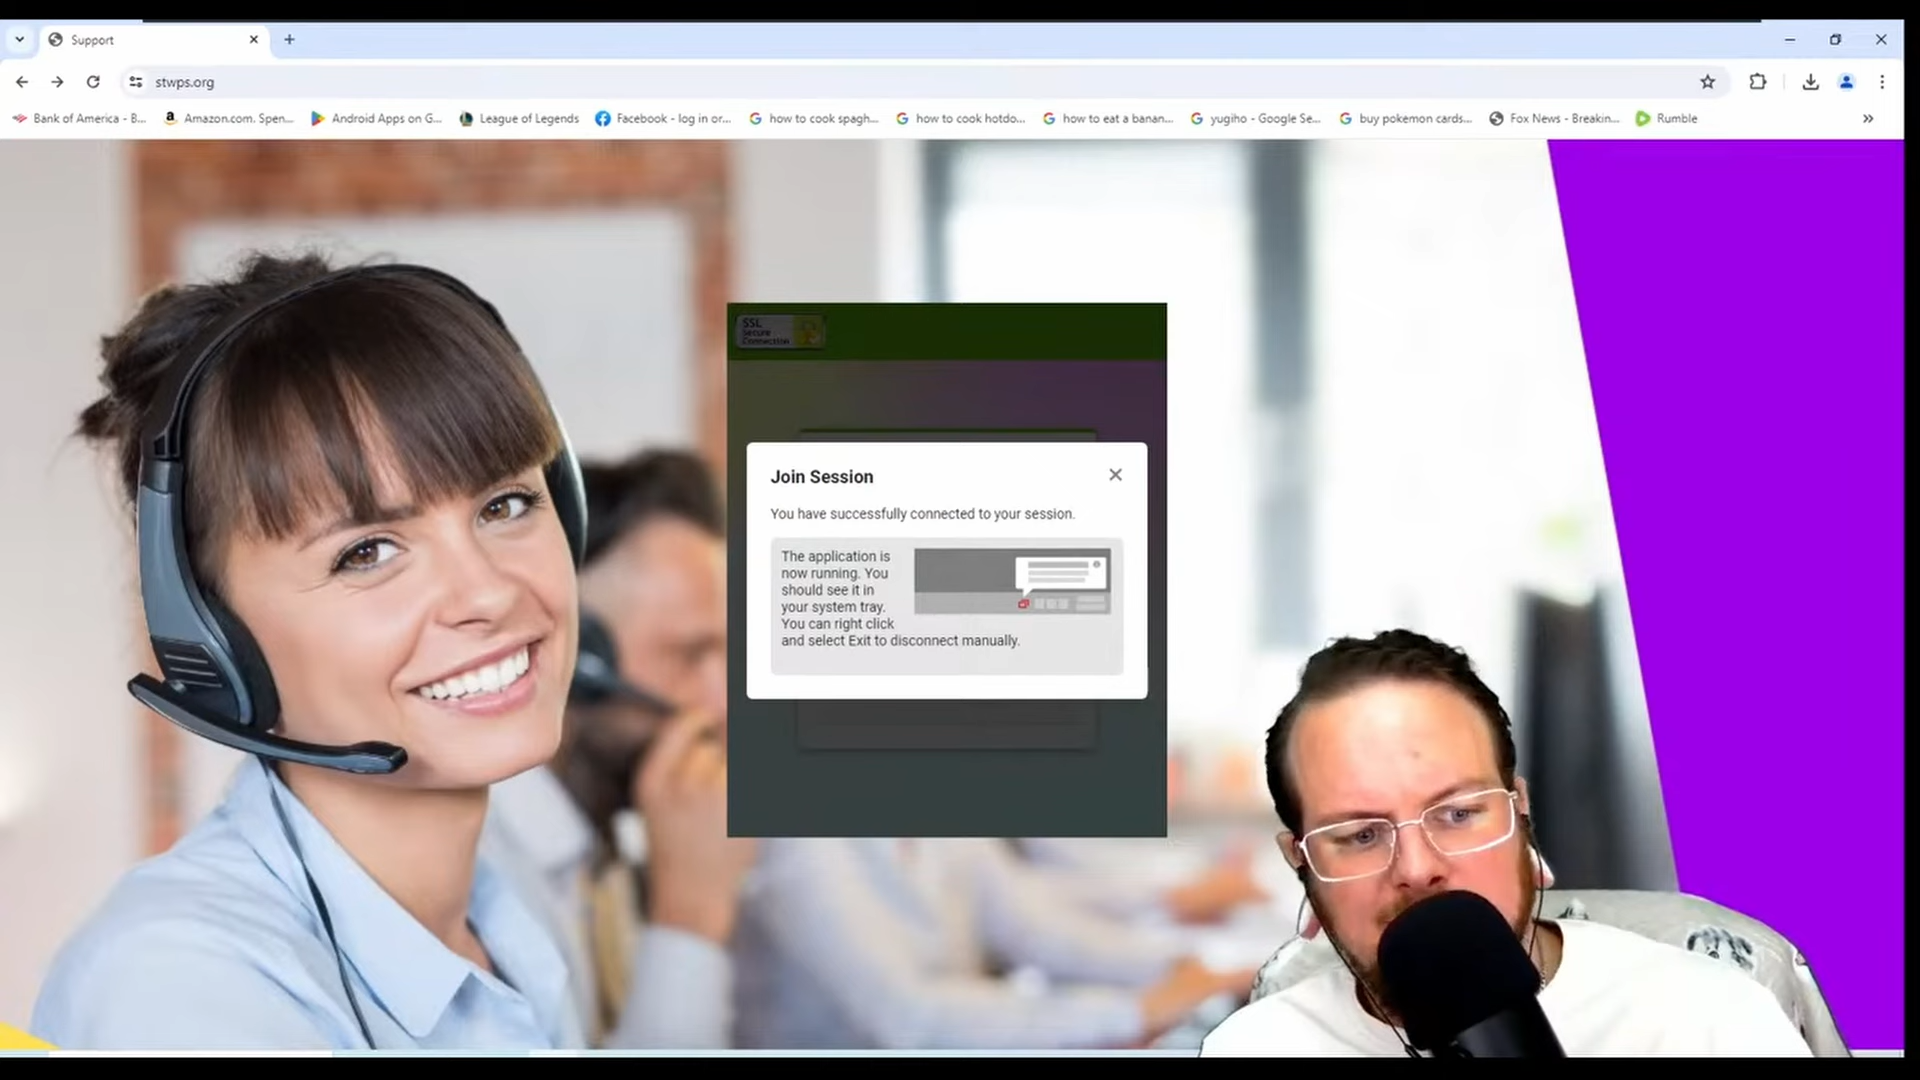 Support
stwps.org
Bank of America - B...
Amazon.com. Spen...
Android Apps on G...
League of Legends
Facebook - log in or...
how to cook spagh...
how to cook hotdo...
how to eat a banan...
yugiho - Google Se...
buy pokemon cards...
Fox News - Breakin...
Rumble
SSL
Secure
Connection
Join Session
You have successfully connected to your session.
The application is
now running. You
should see it in
your system tray.
You can right click
and select Exit to disconnect manually.